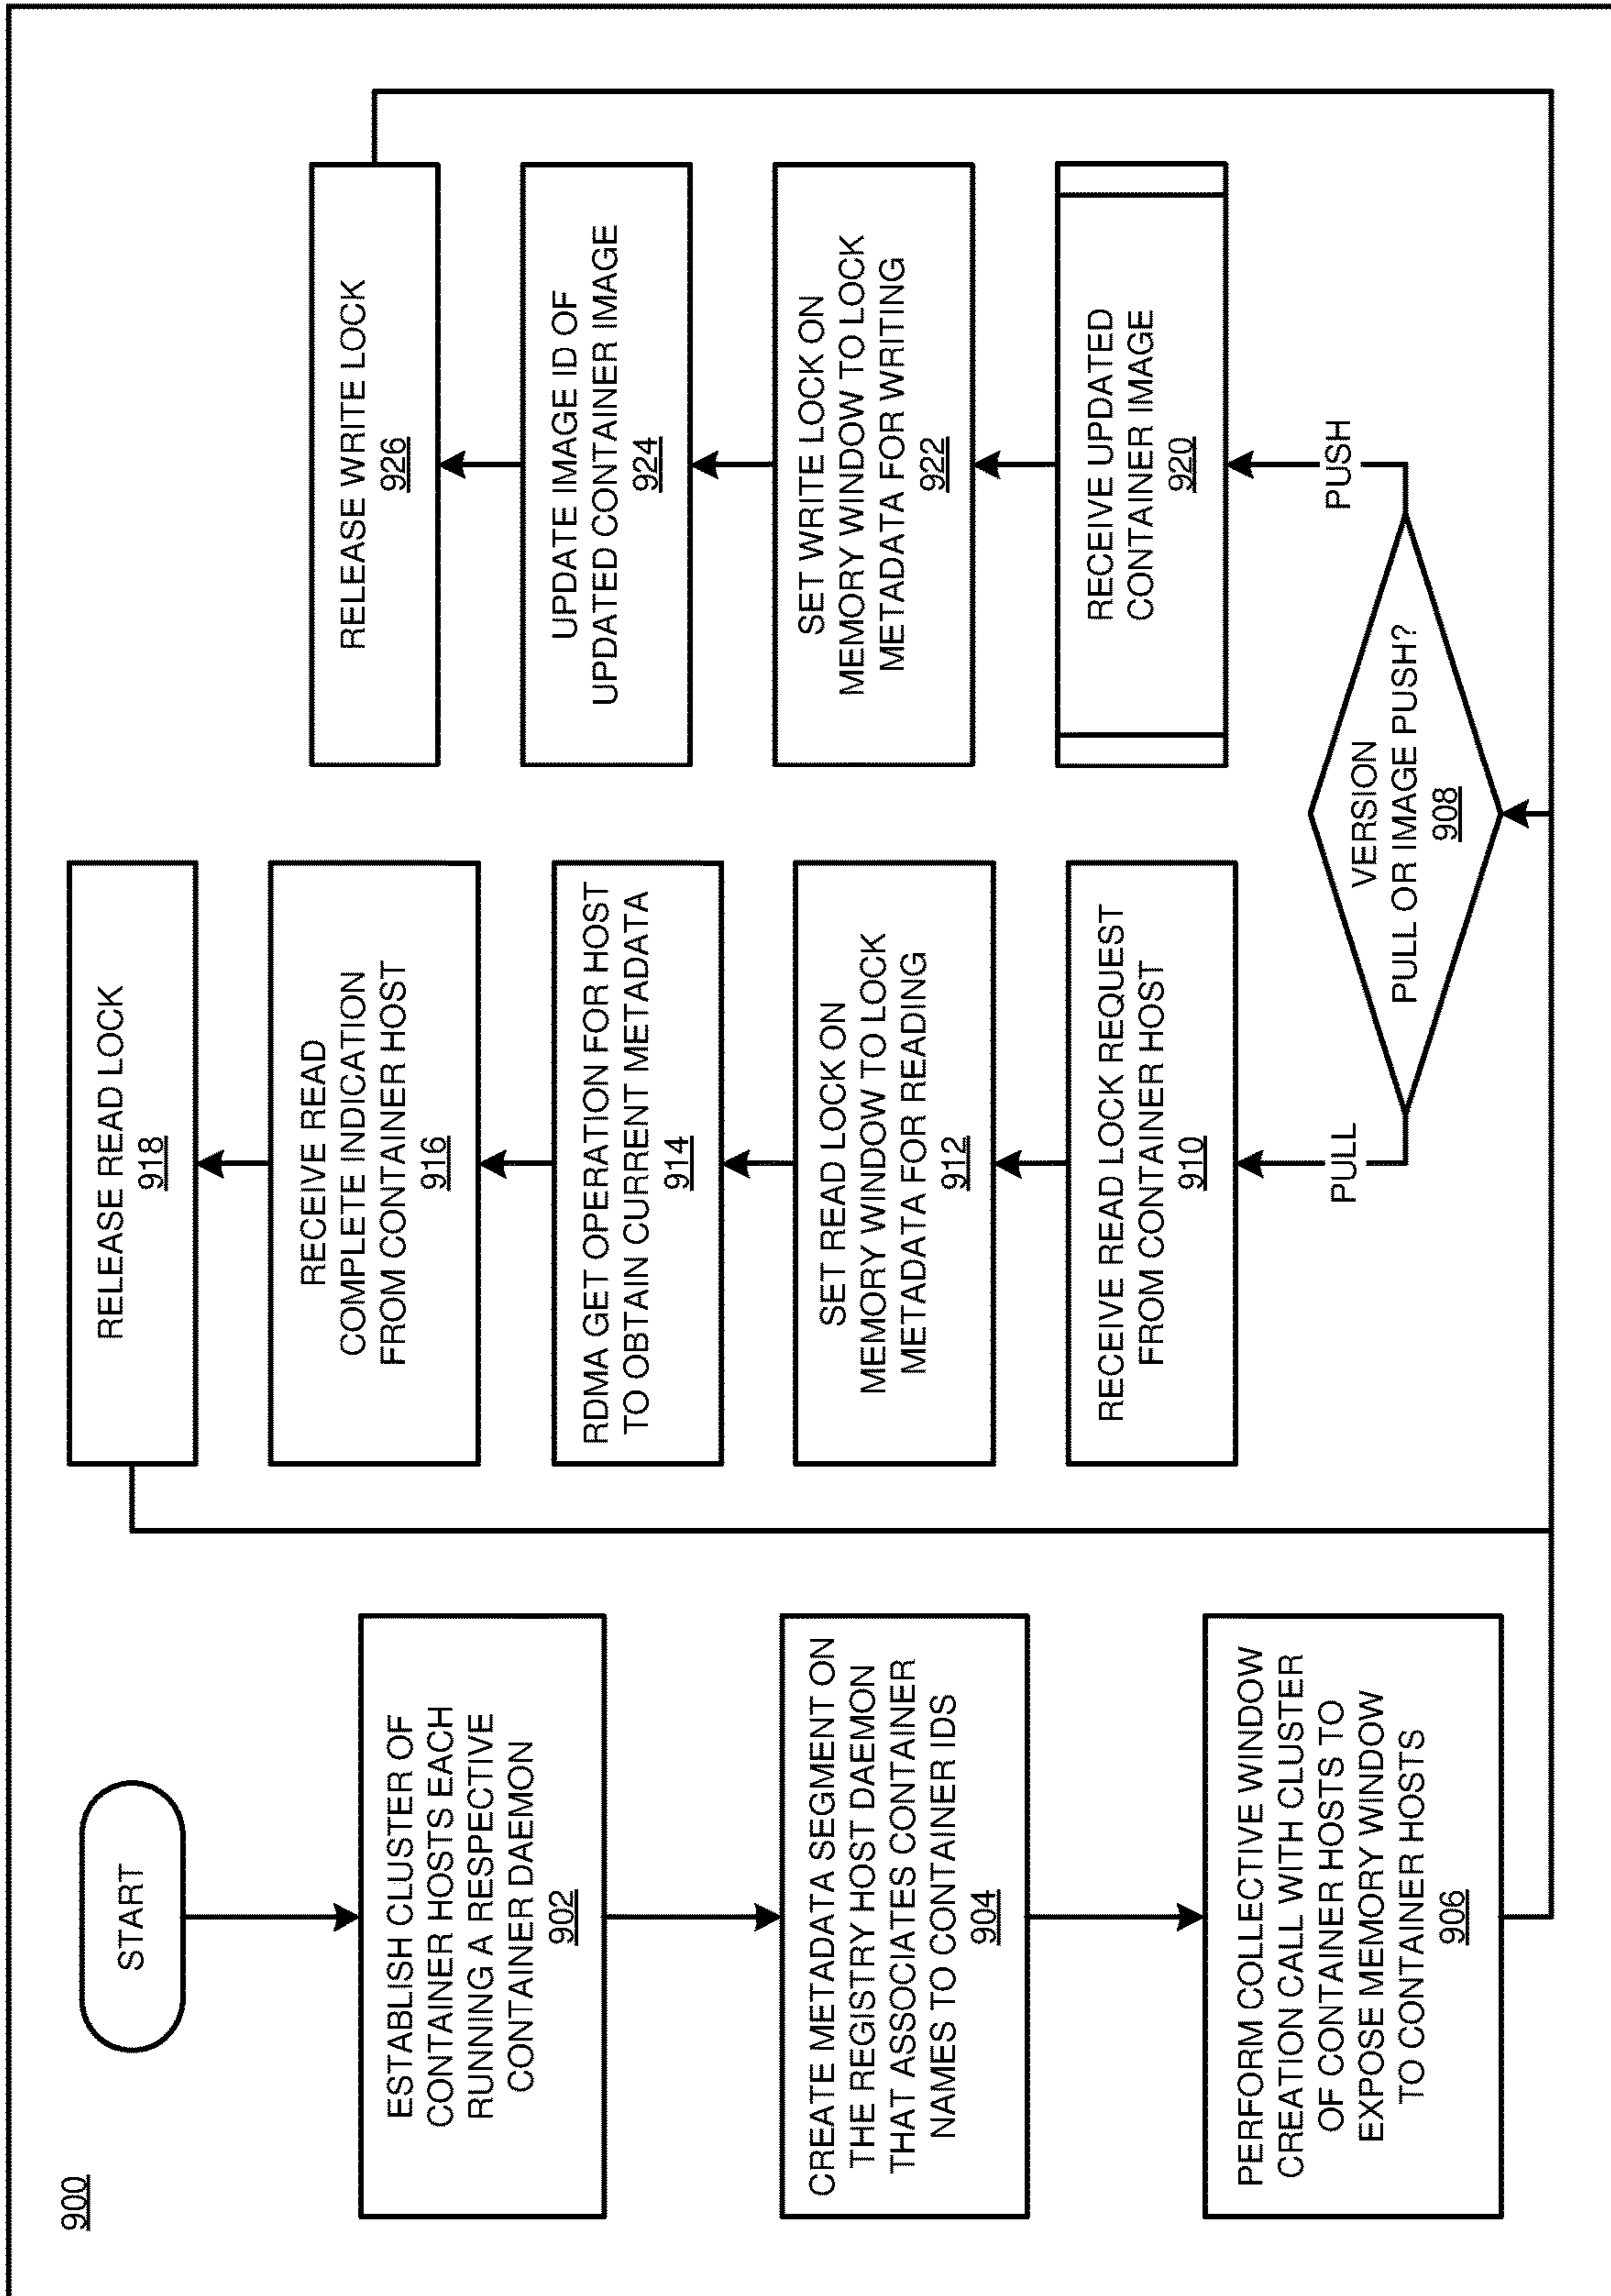 900
START
ESTABLISH CLUSTER OF
CONTAINER HOSTS EACH
RUNNING A RESPECTIVE
CONTAINER DAEMON
902
CREATE METADATA SEGMENT ON
THE REGISTRY HOST DAEMON
THAT ASSOCIATES CONTAINER
NAMES TO CONTAINER IDS
904
PERFORM COLLECTIVE WINDOW
CREATION CALL WITH CLUSTER
OF CONTAINER HOSTS TO
EXPOSE MEMORY WINDOW
TO CONTAINER HOSTS
906
VERSION
PULL OR IMAGE PUSH?
908
PULL
RECEIVE READ LOCK REQUEST
FROM CONTAINER HOST
910
SET READ LOCK ON
MEMORY WINDOW TO LOCK
METADATA FOR READING
912
RDMA GET OPERATION FOR HOST
TO OBTAIN CURRENT METADATA
914
RECEIVE READ
COMPLETE INDICATION
FROM CONTAINER HOST
916
RELEASE READ LOCK
918
PUSH
RECEIVE UPDATED
CONTAINER IMAGE
920
SET WRITE LOCK ON
MEMORY WINDOW TO LOCK
METADATA FOR WRITING
922
UPDATE IMAGE ID OF
UPDATED CONTAINER IMAGE
924
RELEASE WRITE LOCK
926